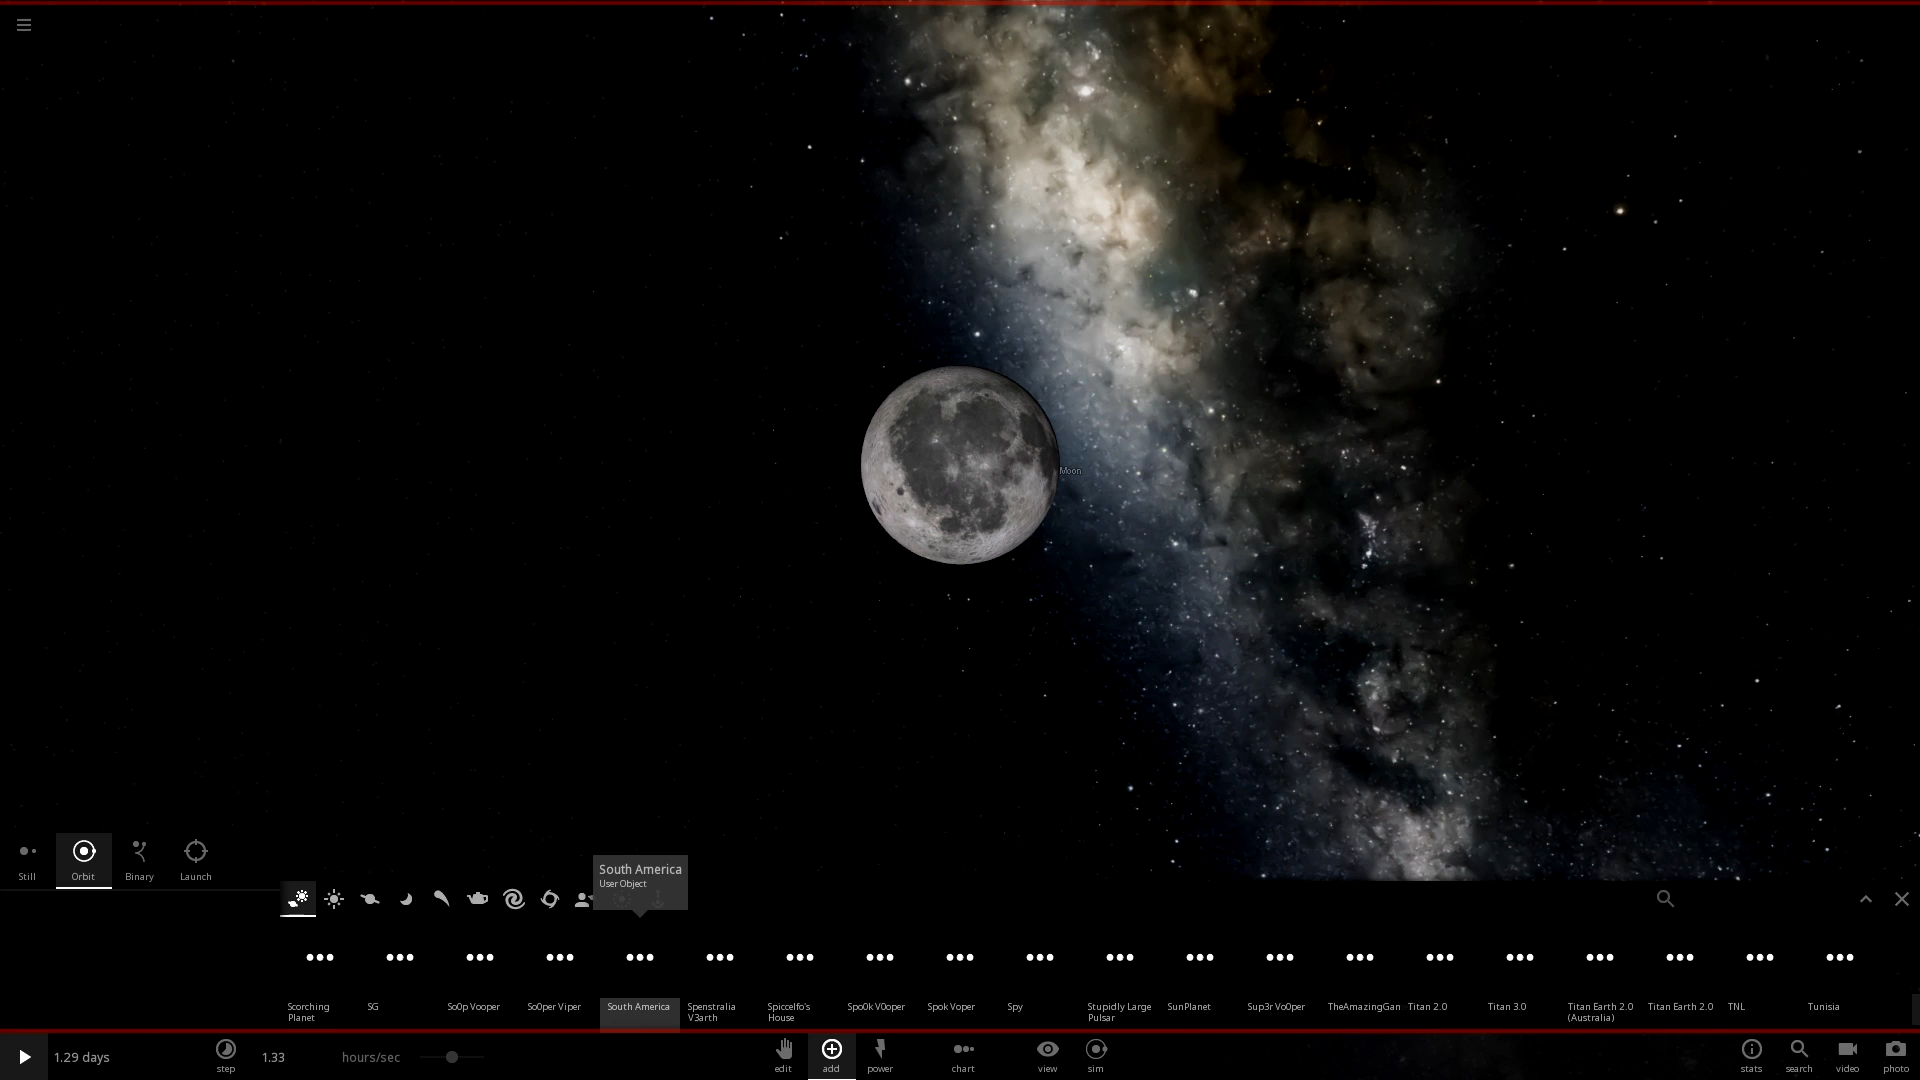 Moon
Still
Orbit
Binary
Launch
South America
User Object
Scorching
Planet
SG
So0p Vooper
So0per Viper
South America
Spenstralia
V3arth
Spiccelfo's
House
Spo0k V0oper
Spok Voper
Spy
Stupidly Large
Pulsar
SunPlanet
Sup3r Vo0per
TheAmazingGan
Titan 2.0
Titan 3.0
Titan Earth 2.0
(Australia)
Titan Earth 2.0
TNL
Tunisia
1.29 days
step
1.33
hours/sec
edit
add
power
chart
view
sim
stats
search
video
photo